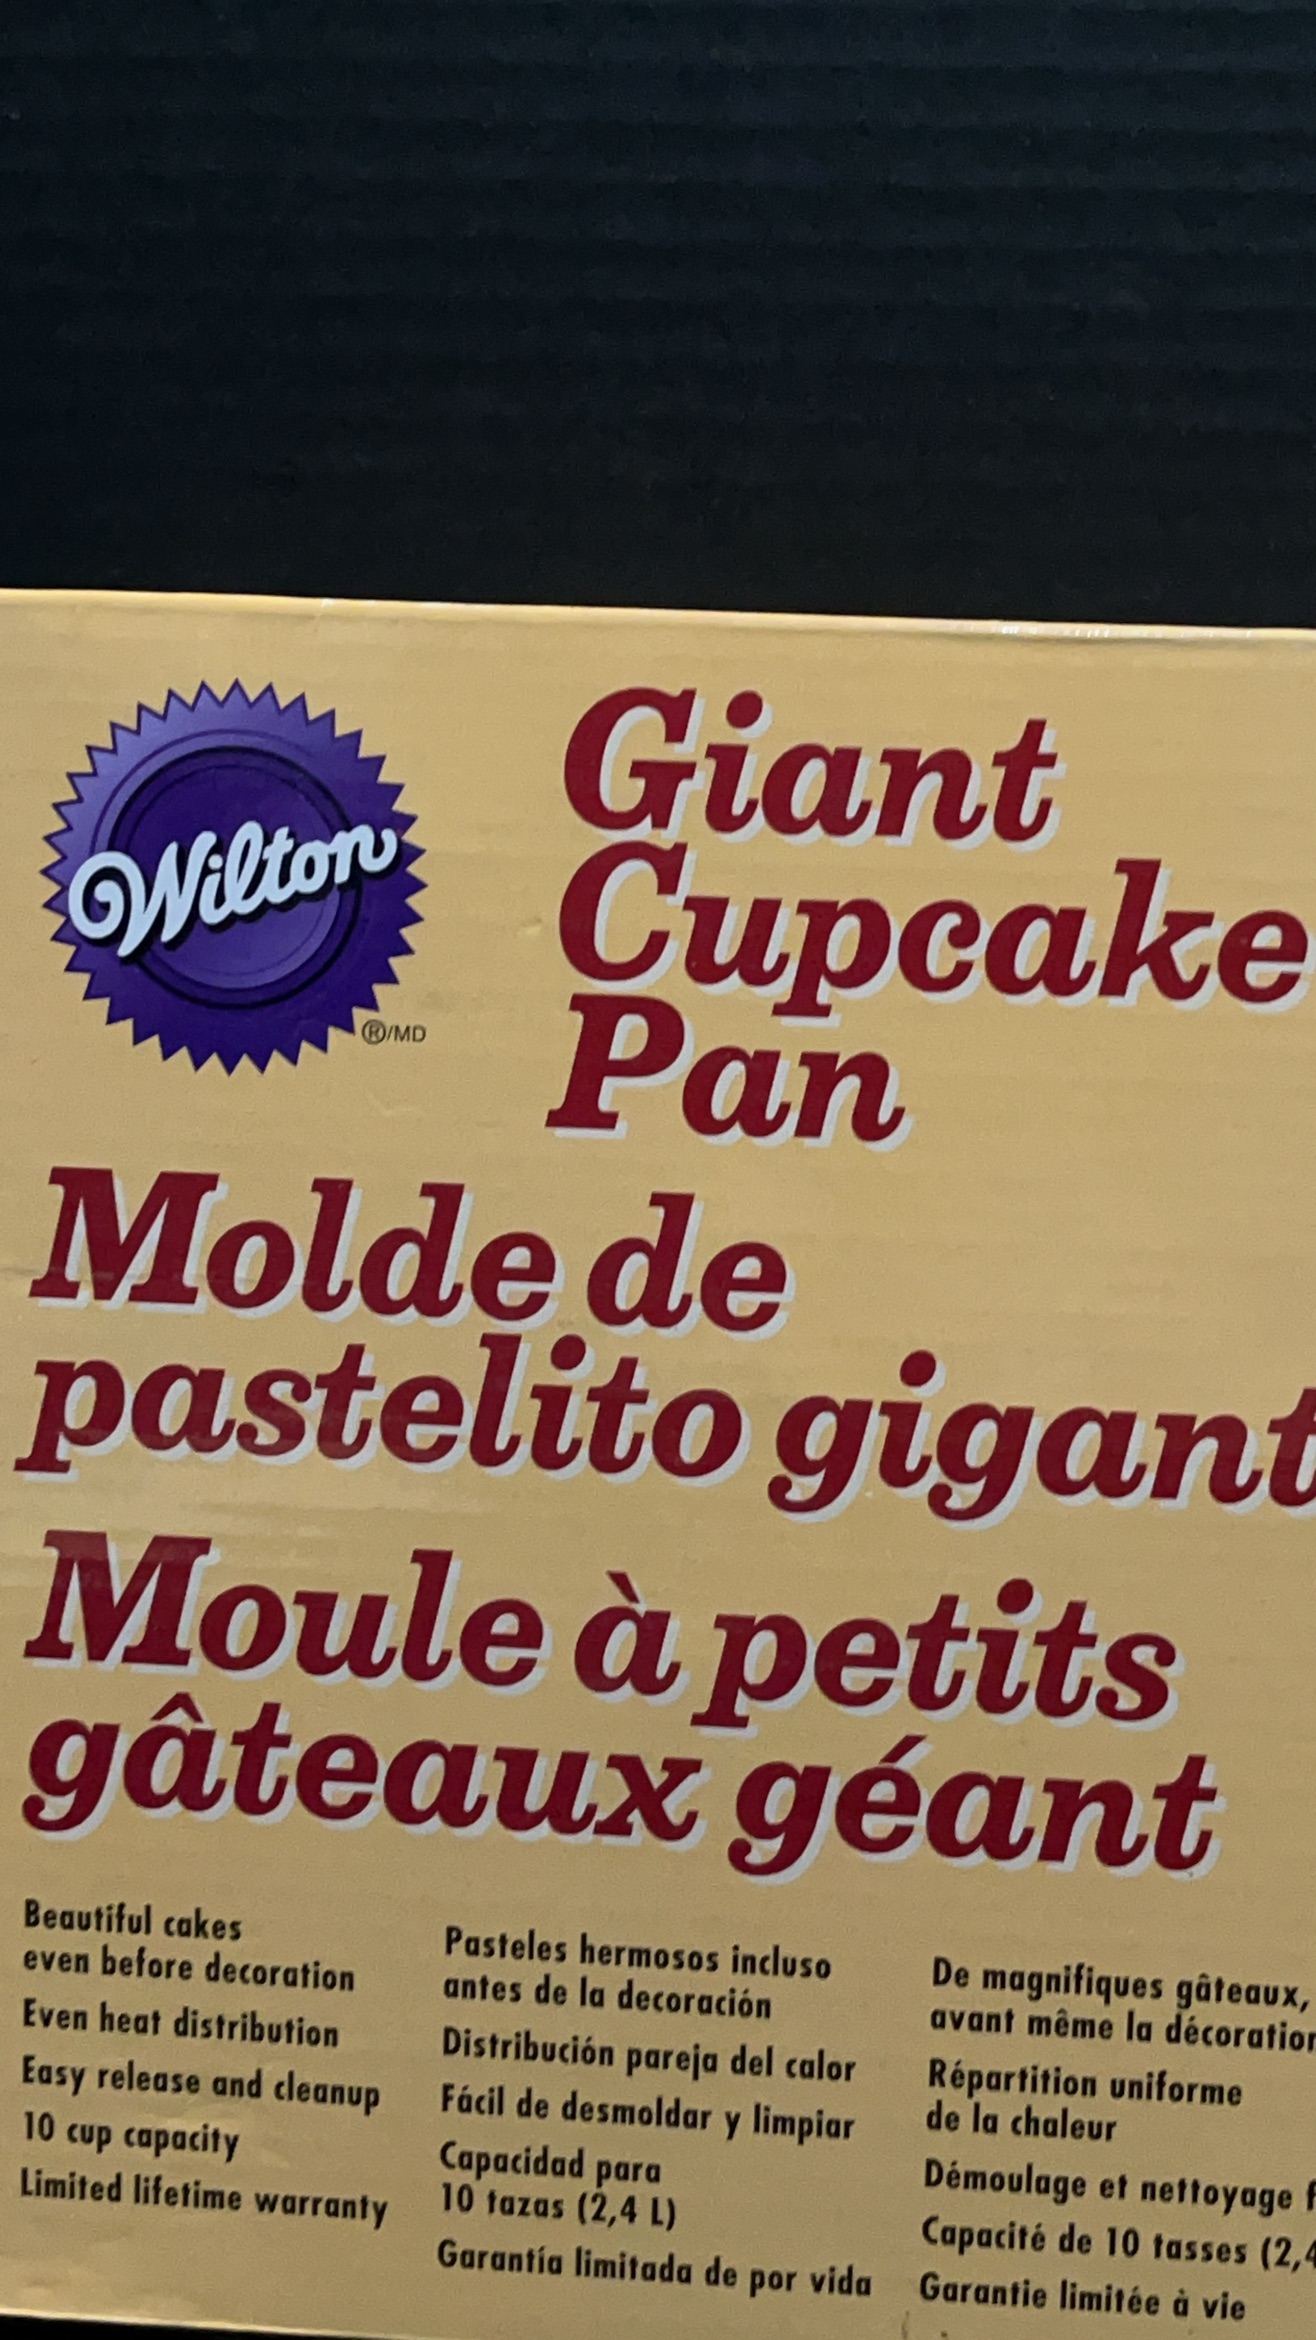 Wilton
®/MD
Giant
Cupcake
Pan
Molde de
pastelito gigant
Moule à petits
gâteaux géant
Beautiful cakes
even before decoration
Even heat distribution
Easy release and cleanup
10 cup capacity
Limited lifetime warranty
Pasteles hermosos incluso
antes de la decoración
Distribución pareja del calor
Fácil de desmoldar y limpiar
Capacidad para
10 tazas (2,4 L)
Garantía limitada de por vida
De magnifiques gâteaux,
avant même la décoration
Répartition uniforme
de la chaleur
Démoulage et nettoyage f
Capacité de 10 tasses (2,4
Garantie limitée à vie